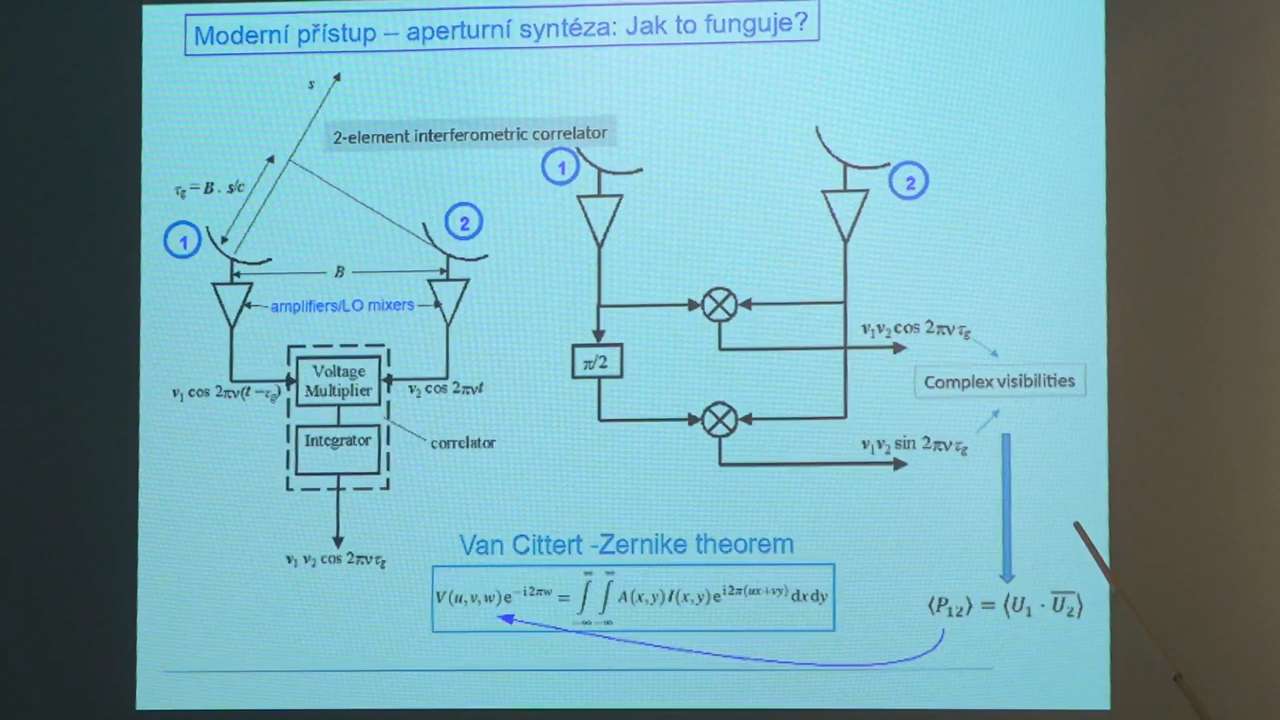 Moderní přístup – aperturní syntéza: Jak to funguje?
s
2-element interferometric correlator
τg = B . s/c
1
2
1
2
B
amplifiers/LO mixers
π/2
v₁v₂ cos 2πντg
Complex visibilities
v₁v₂ sin 2πντg
v₁ cos 2πν(t −τg)
Voltage
Multiplier
v₂ cos 2πνt
Integrator
correlator
v₁ v₂ cos 2πντg
Van Cittert -Zernike theorem
V(u,v,w)e^−i2πw = ∫_−∞^∞ ∫_−∞^∞ A(x,y) I(x,y)e^i2π(ux+vy) dx dy
⟨P₁₂⟩ = ⟨U₁ · U̅₂⟩